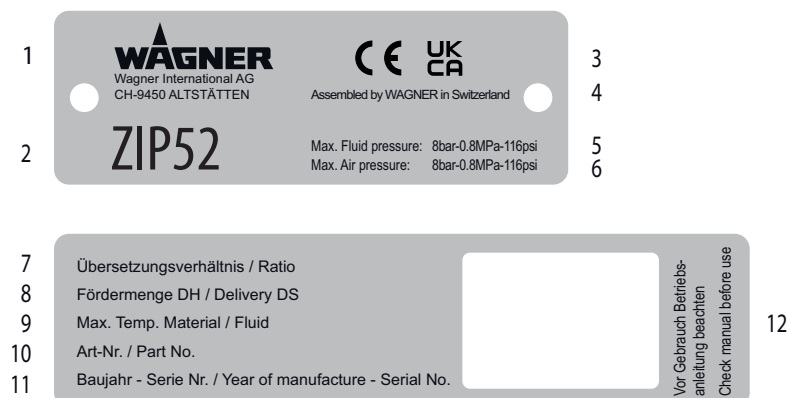 1
WAGNER
CE UK
CA
3
Wagner International AG
CH-9450 ALTSTÄTTEN
Assembled by WAGNER in Switzerland
4
2
ZIP52
Max. Fluid pressure: 8bar-0.8MPa-116psi
5
Max. Air pressure: 8bar-0.8MPa-116psi
6
7
Übersetzungsverhältnis / Ratio
8
Fördermenge DH / Delivery DS
9
Max. Temp. Material / Fluid
10
Art-Nr. / Part No.
11
Baujahr - Serie Nr. / Year of manufacture - Serial No.
Vor Gebrauch Betriebs-
anleitung beachten
Check manual before use
12